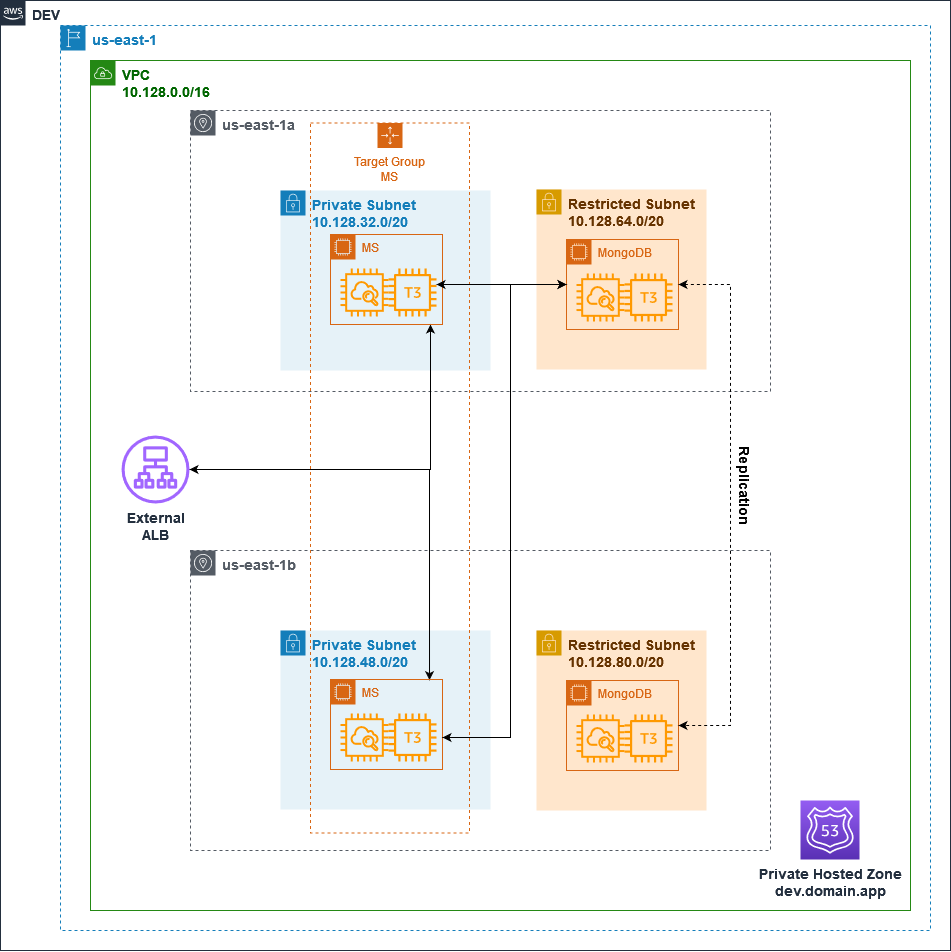 aws
DEV
us-east-1
VPC
10.128.0.0/16
us-east-1a
Target Group
MS
Private Subnet
10.128.32.0/20
MS
T3
Restricted Subnet
10.128.64.0/20
MongoDB
T3
Replication
External
ALB
us-east-1b
Private Subnet
10.128.48.0/20
MS
T3
Restricted Subnet
10.128.80.0/20
MongoDB
T3
53
Private Hosted Zone
dev.domain.app